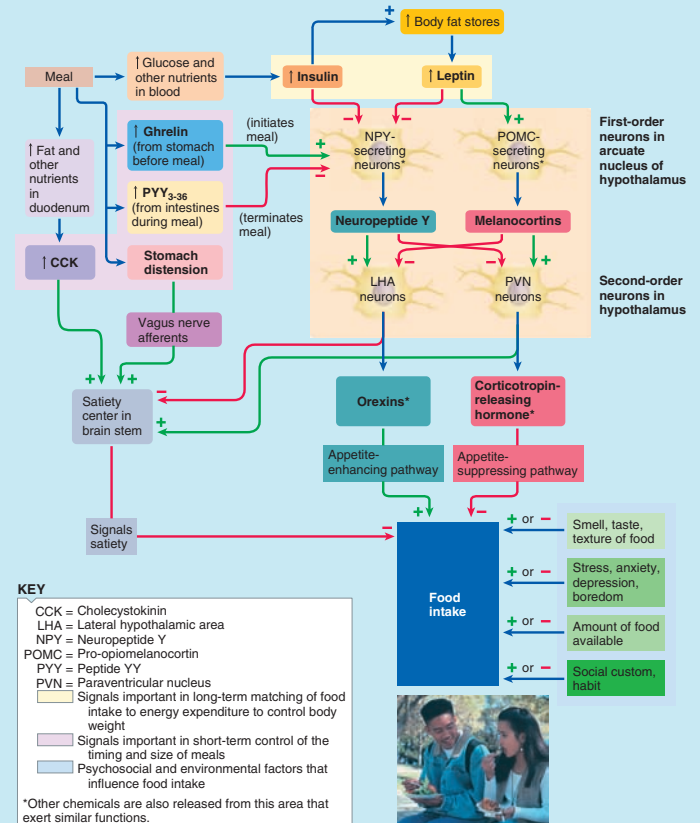 +
↑ Body fat stores
Meal
↑ Glucose and
other nutrients
in blood
↑ Insulin
↑ Leptin
− −
+
↑ Fat and
other
nutrients
in
duodenum
↑ Ghrelin
(from stomach
before meal)
(initiates
meal)
+
−
NPY-
secreting
neurons*
POMC-
secreting
neurons*
First-order
neurons in
arcuate nucleus of
hypothalamus
↑ PYY3-36
(from intestines
during meal)
(terminates
meal)
Neuropeptide Y
Melanocortins
+ − − +
↑ CCK
Stomach
distension
LHA
neurons
PVN
neurons
Second-order
neurons in
hypothalamus
Vagus nerve
afferents
+ +
−
+
Satiety
center in
brain stem
Orexins*
Corticotropin-
releasing
hormone*
Appetite-
enhancing pathway
Appetite-
suppressing pathway
+ −
Signals
satiety
−
Food
intake
+ or −
Smell, taste,
texture of food
+ or −
Stress, anxiety,
depression,
boredom
+ or −
Amount of food
available
+ or −
Social custom,
habit
KEY
CCK = Cholecystokinin
LHA = Lateral hypothalamic area
NPY = Neuropeptide Y
POMC = Pro-opiomelanocortin
PYY = Peptide YY
PVN = Paraventricular nucleus
Signals important in long-term matching of food
intake to energy expenditure to control body
weight
Signals important in short-term control of the
timing and size of meals
Psychosocial and environmental factors that
influence food intake
*Other chemicals are also released from this area that
exert similar functions.